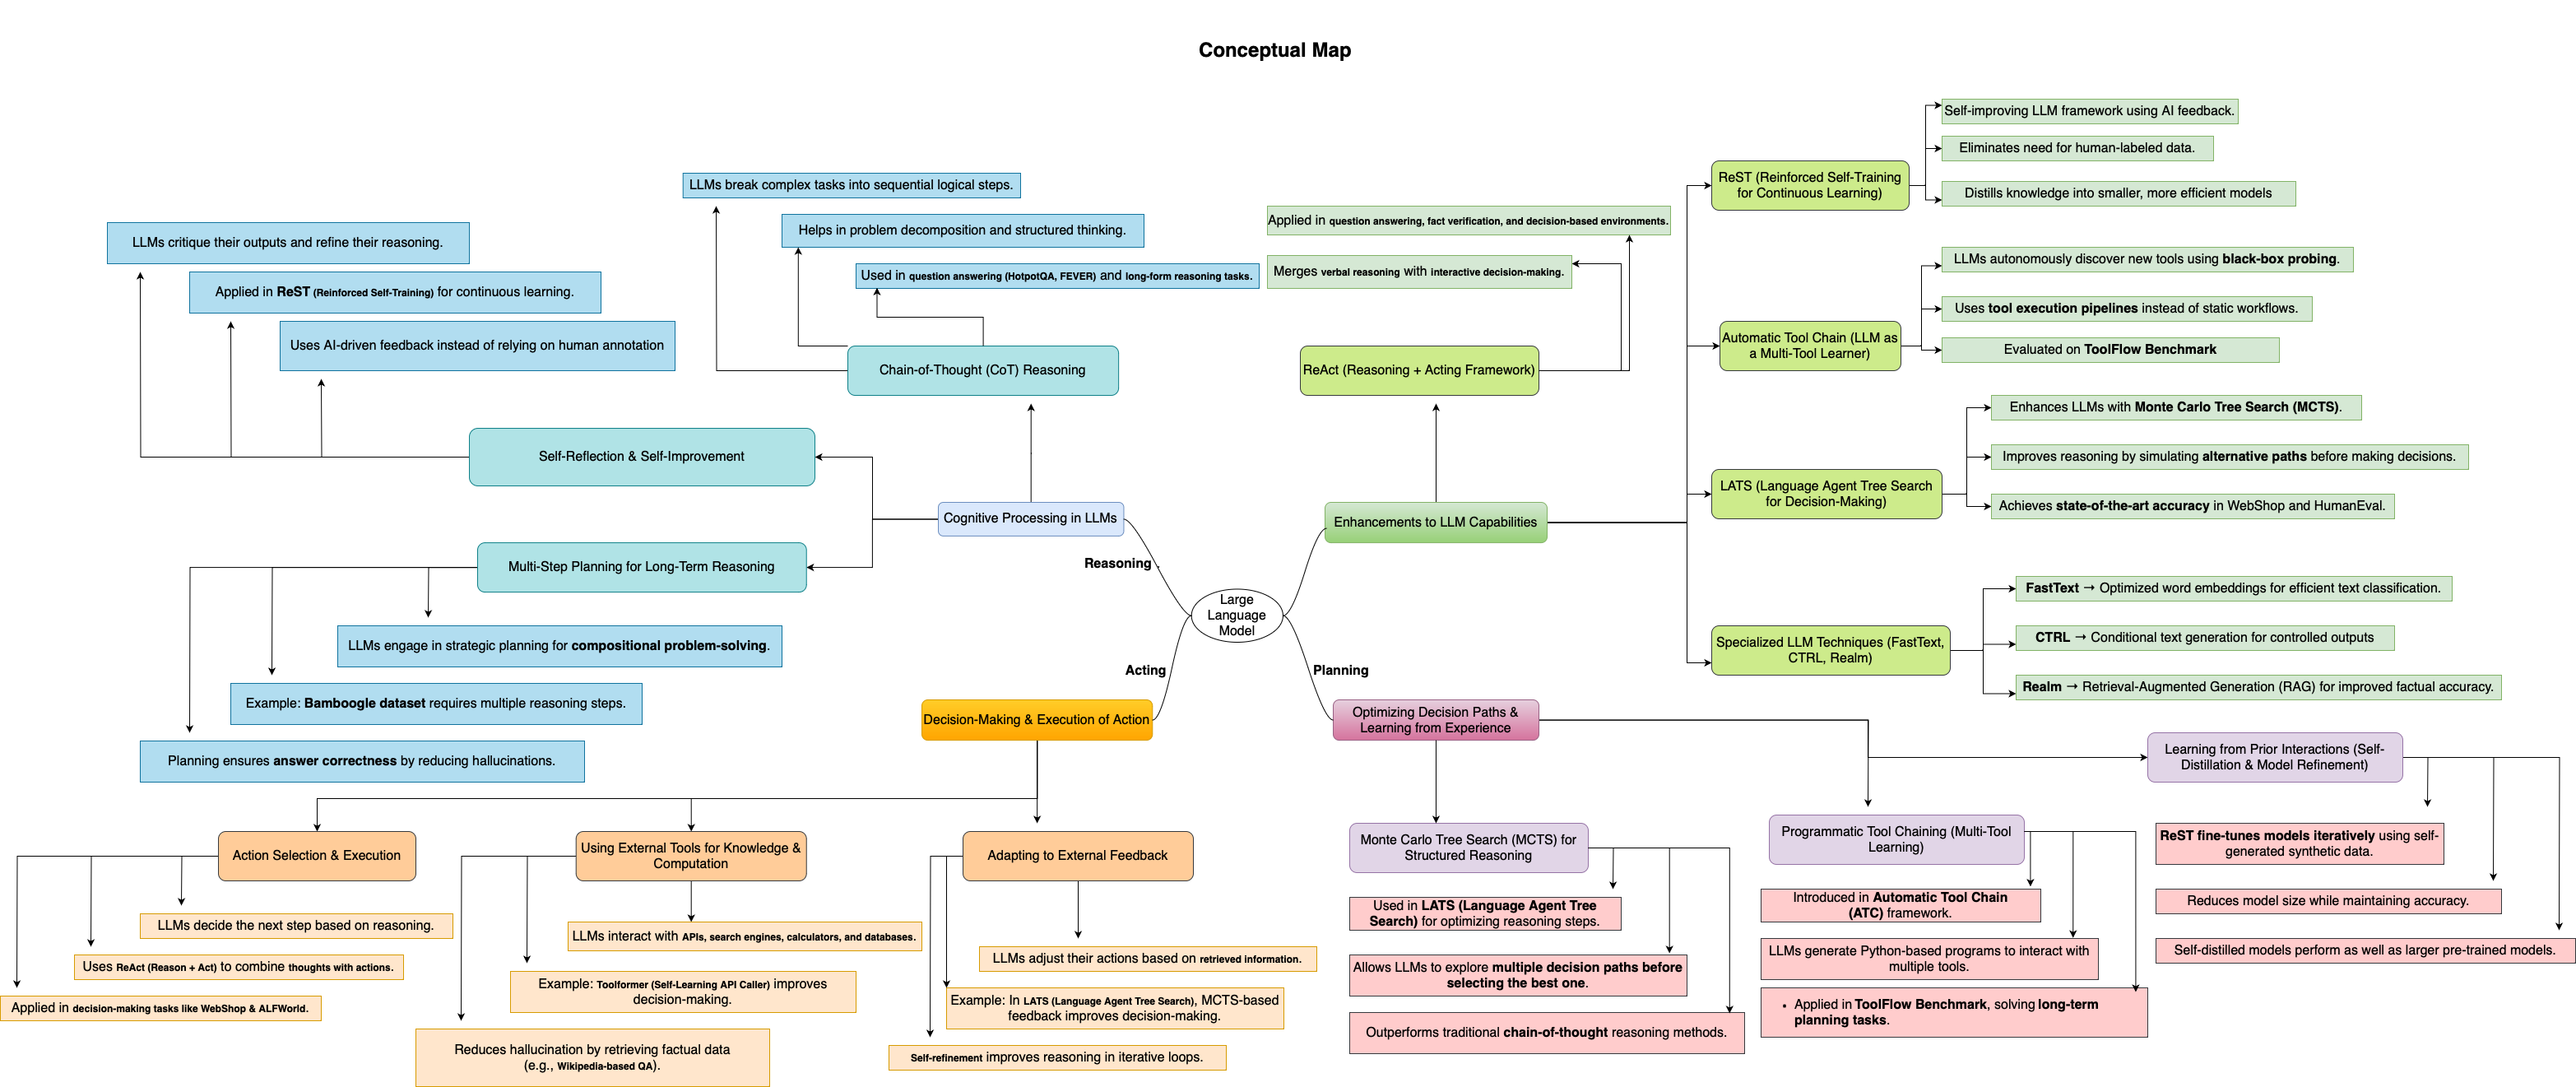 Conceptual Map
LLMs critique their outputs and refine their reasoning.
Applied in ReST (Reinforced Self-Training) for continuous learning.
Uses AI-driven feedback instead of relying on human annotation
Self-Reflection & Self-Improvement
LLMs break complex tasks into sequential logical steps.
Helps in problem decomposition and structured thinking.
Used in question answering (HotpotQA, FEVER) and long-form reasoning tasks.
Chain-of-Thought (CoT) Reasoning
Cognitive Processing in LLMs
Multi-Step Planning for Long-Term Reasoning
LLMs engage in strategic planning for compositional problem-solving.
Example: Bamboogle dataset requires multiple reasoning steps.
Planning ensures answer correctness by reducing hallucinations.
Reasoning
Large
Language
Model
Acting
Planning
Applied in question answering, fact verification, and decision-based environments.
Merges verbal reasoning with interactive decision-making.
ReAct (Reasoning + Acting Framework)
Enhancements to LLM Capabilities
ReST (Reinforced Self-Training
for Continuous Learning)
Self-improving LLM framework using AI feedback.
Eliminates need for human-labeled data.
Distills knowledge into smaller, more efficient models
Automatic Tool Chain (LLM as
a Multi-Tool Learner)
LLMs autonomously discover new tools using black-box probing.
Uses tool execution pipelines instead of static workflows.
Evaluated on ToolFlow Benchmark
LATS (Language Agent Tree Search
for Decision-Making)
Enhances LLMs with Monte Carlo Tree Search (MCTS).
Improves reasoning by simulating alternative paths before making decisions.
Achieves state-of-the-art accuracy in WebShop and HumanEval.
Specialized LLM Techniques (FastText,
CTRL, Realm)
FastText → Optimized word embeddings for efficient text classification.
CTRL → Conditional text generation for controlled outputs
Realm → Retrieval-Augmented Generation (RAG) for improved factual accuracy.
Decision-Making & Execution of Action
Action Selection & Execution
LLMs decide the next step based on reasoning.
Uses ReAct (Reason + Act) to combine thoughts with actions.
Applied in decision-making tasks like WebShop & ALFWorld.
Using External Tools for Knowledge &
Computation
LLMs interact with APIs, search engines, calculators, and databases.
Example: Toolformer (Self-Learning API Caller) improves
decision-making.
Reduces hallucination by retrieving factual data
(e.g., Wikipedia-based QA).
Adapting to External Feedback
LLMs adjust their actions based on retrieved information.
Example: In LATS (Language Agent Tree Search), MCTS-based
feedback improves decision-making.
Self-refinement improves reasoning in iterative loops.
Optimizing Decision Paths &
Learning from Experience
Monte Carlo Tree Search (MCTS) for
Structured Reasoning
Used in LATS (Language Agent Tree
Search) for optimizing reasoning steps.
Allows LLMs to explore multiple decision paths before
selecting the best one.
Outperforms traditional chain-of-thought reasoning methods.
Programmatic Tool Chaining (Multi-Tool
Learning)
Introduced in Automatic Tool Chain
(ATC) framework.
LLMs generate Python-based programs to interact with
multiple tools.
• Applied in ToolFlow Benchmark, solving long-term
planning tasks.
Learning from Prior Interactions (Self-
Distillation & Model Refinement)
ReST fine-tunes models iteratively using self-
generated synthetic data.
Reduces model size while maintaining accuracy.
Self-distilled models perform as well as larger pre-trained models.